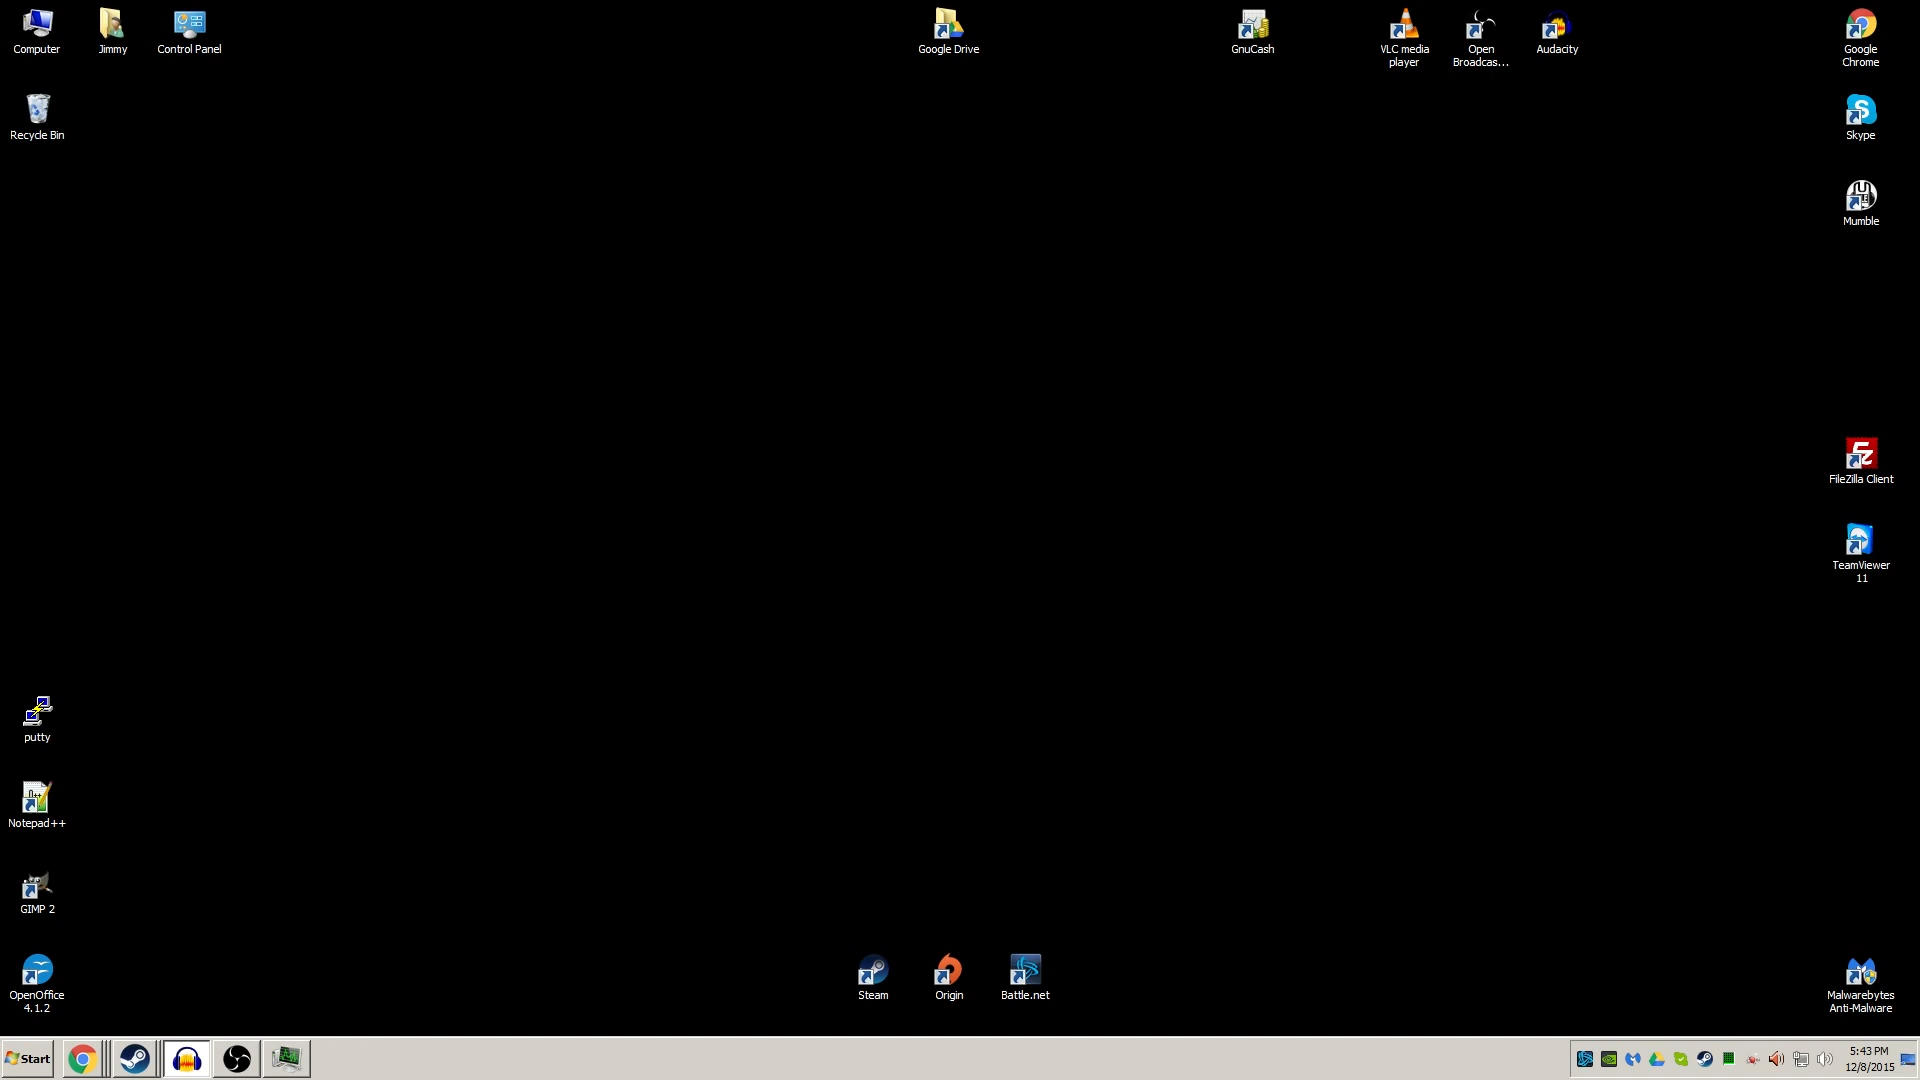 Computer
Jimmy
Control Panel
Google Drive
GnuCash
VLC media
player
Open
Broadcas...
Audacity
Google
Chrome
Recycle Bin
Skype
Mumble
FileZilla Client
TeamViewer
11
putty
Notepad++
GIMP 2
OpenOffice
4.1.2
Steam
Origin
Battle.net
Malwarebytes
Anti-Malware
Start
5:43 PM
12/8/2015